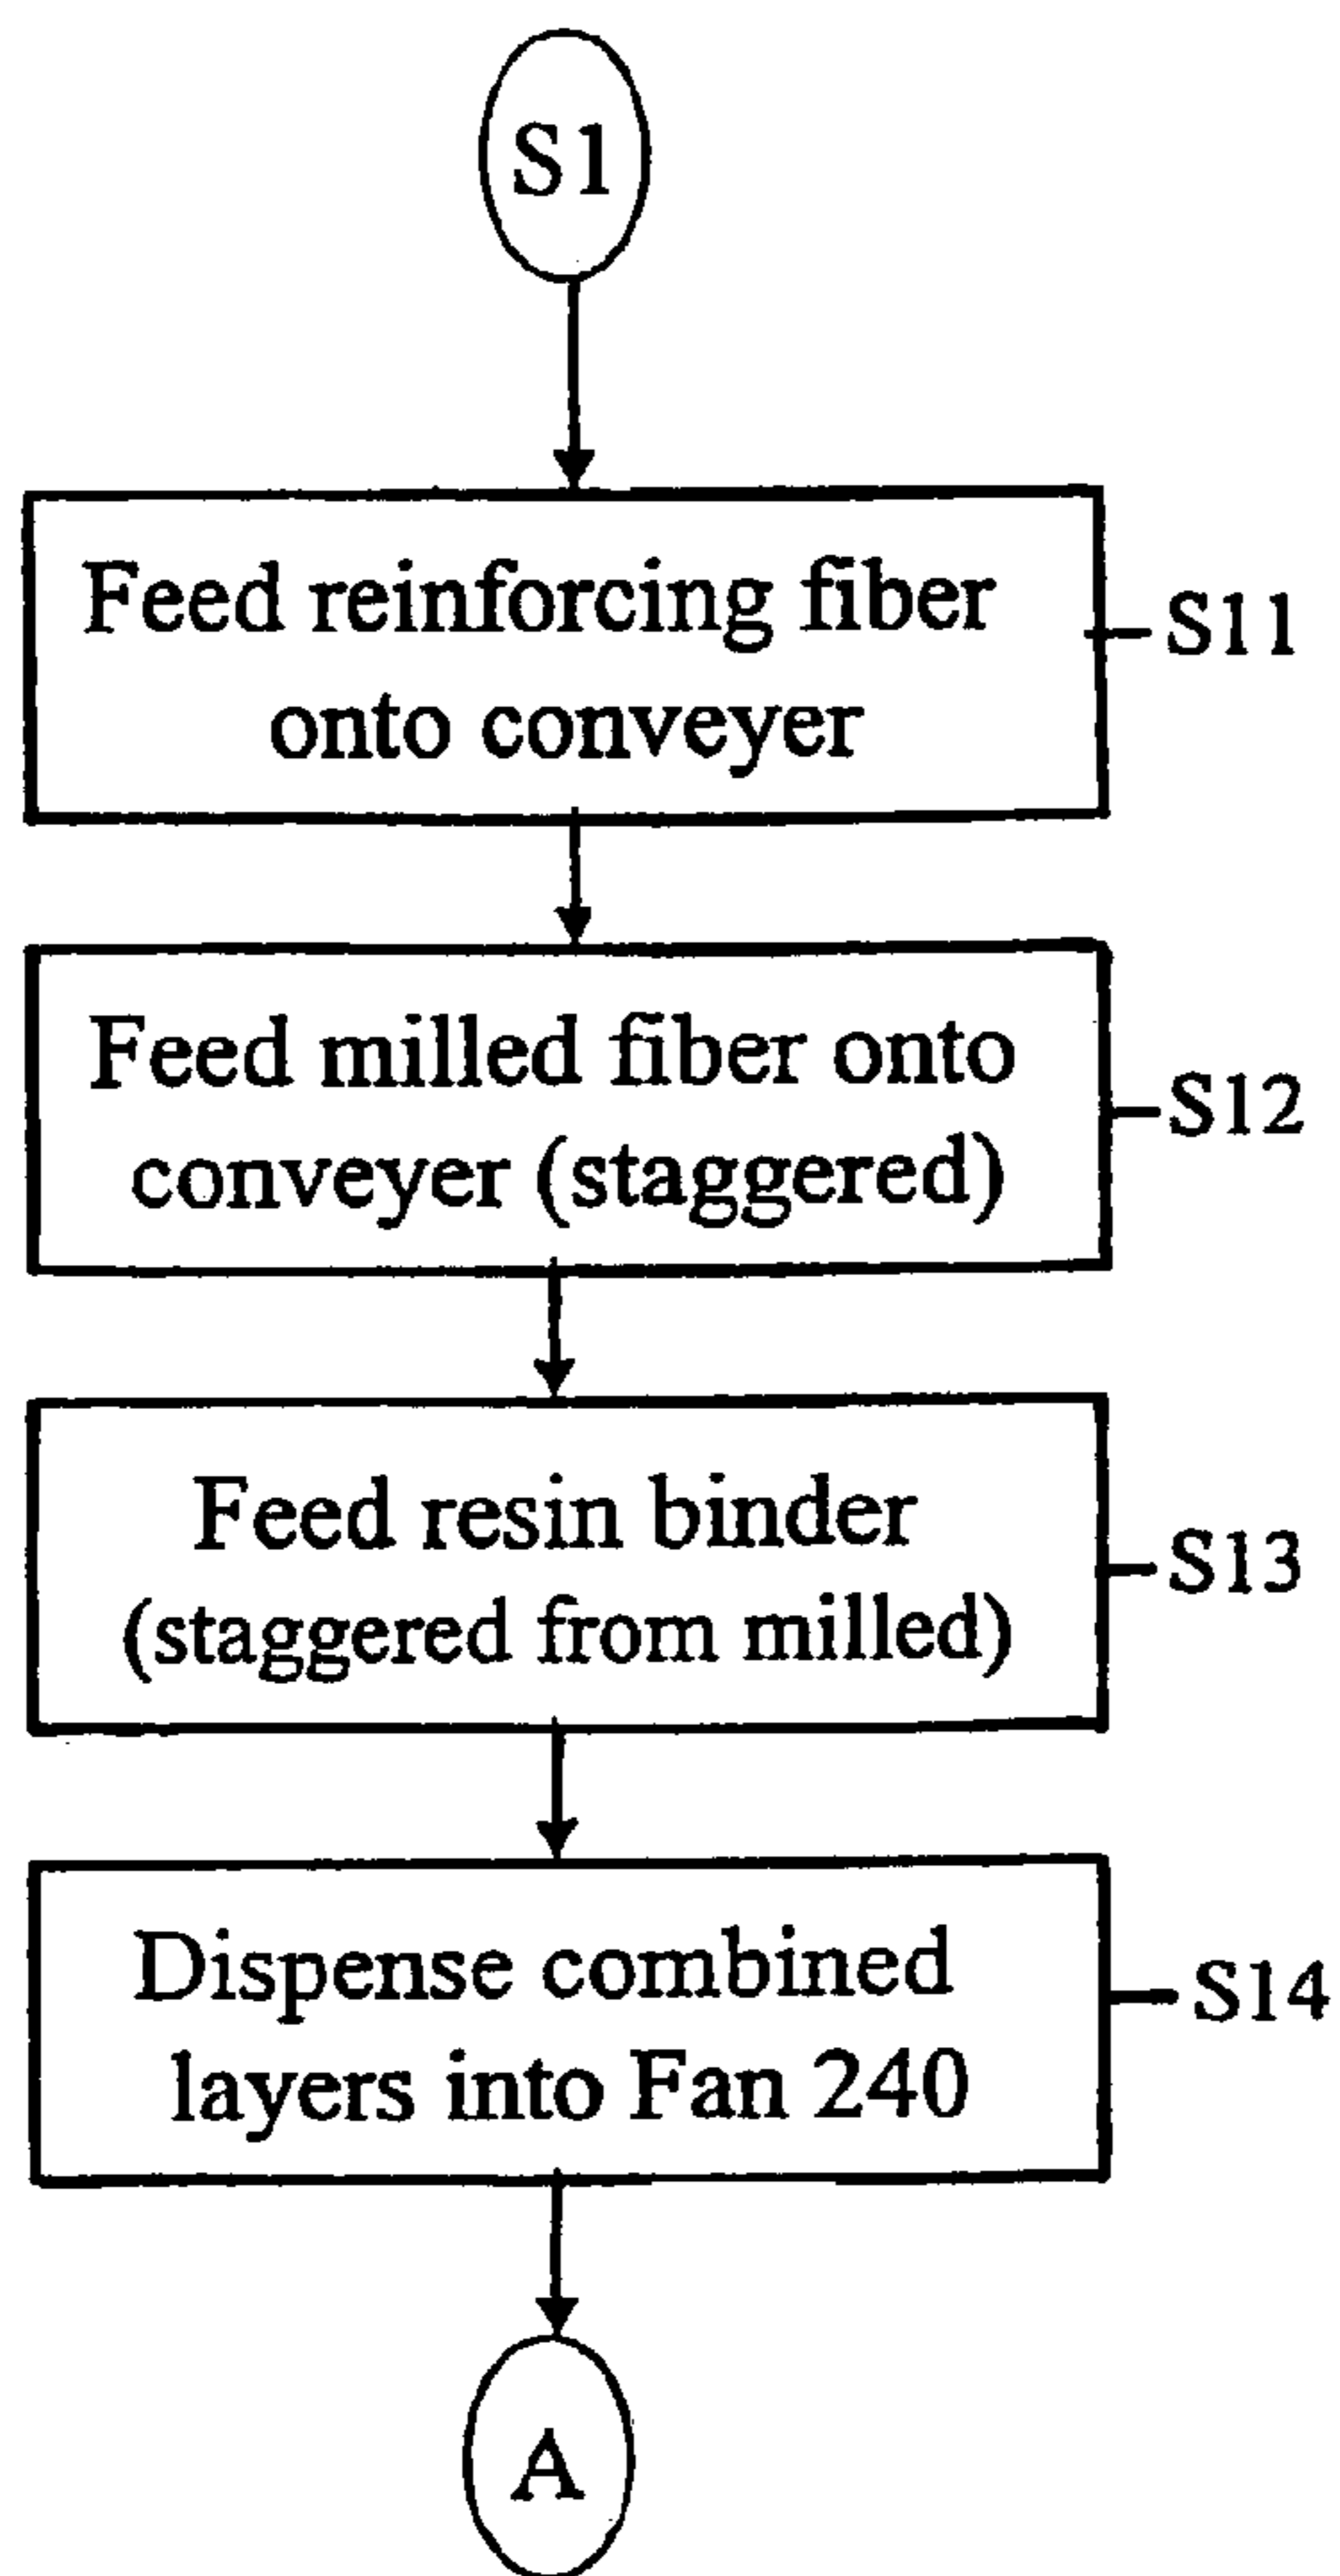 S1
Feed reinforcing fiber
onto conveyer
S11
Feed milled fiber onto
conveyer (staggered)
S12
Feed resin binder
(staggered from milled)
S13
Dispense combined
layers into Fan 240
S14
A